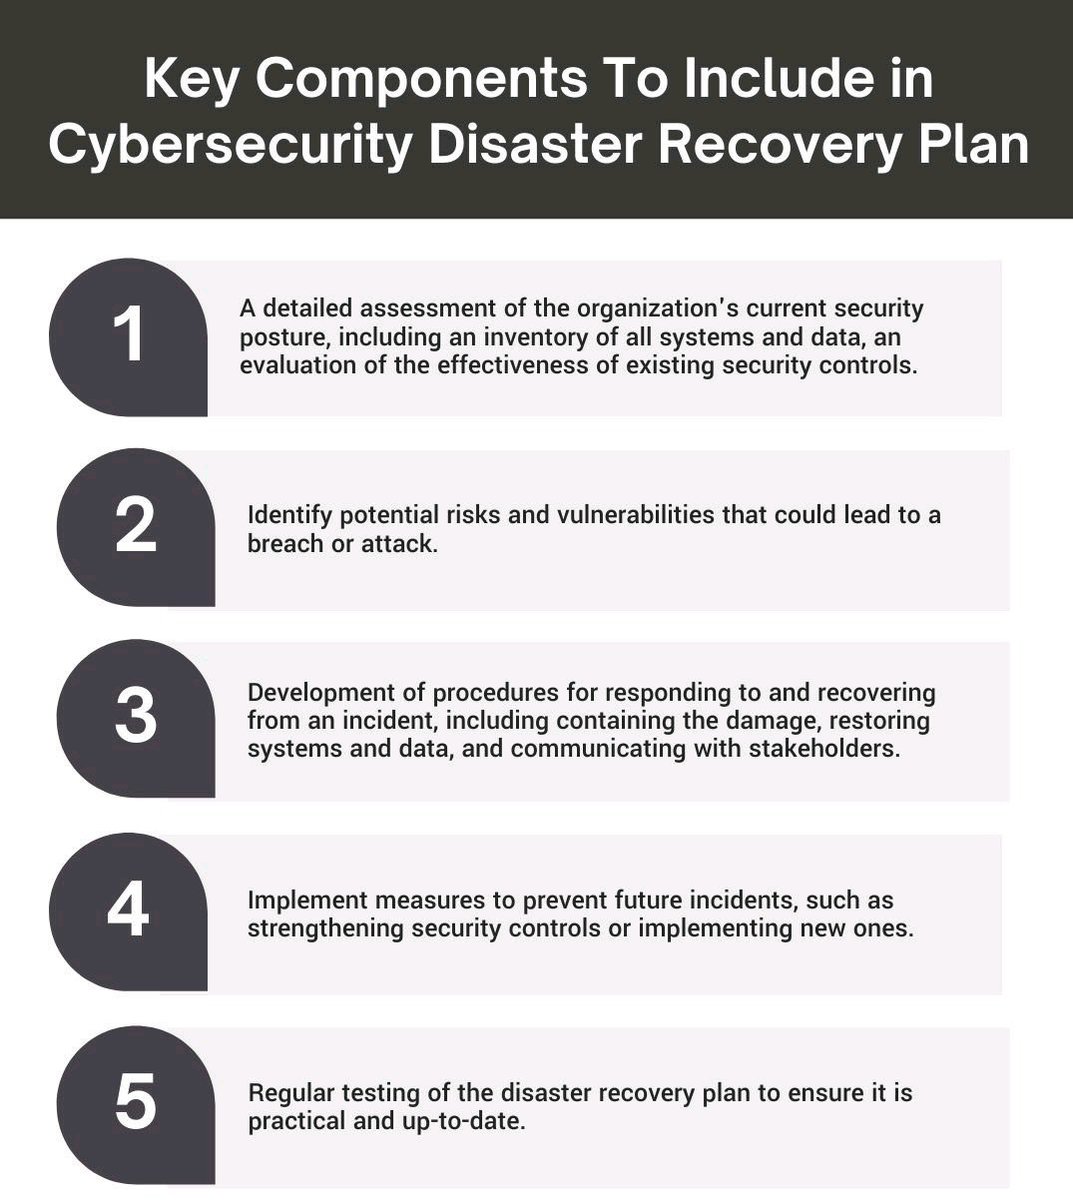 Key Components To Include in
Cybersecurity Disaster Recovery Plan
1
A detailed assessment of the organization's current security
posture, including an inventory of all systems and data, an
evaluation of the effectiveness of existing security controls.
2
Identify potential risks and vulnerabilities that could lead to a
breach or attack.
3
Development of procedures for responding to and recovering
from an incident, including containing the damage, restoring
systems and data, and communicating with stakeholders.
4
Implement measures to prevent future incidents, such as
strengthening security controls or implementing new ones.
5
Regular testing of the disaster recovery plan to ensure it is
practical and up-to-date.